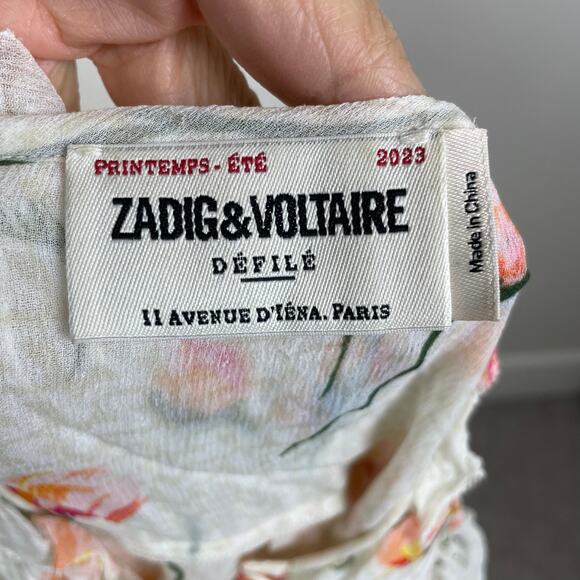 PRINTEMPS - ÉTÉ 2023
ZADIG&VOLTAIRE
DÉFILÉ
11 AVENUE D'IÉNA. PARIS
Made in China